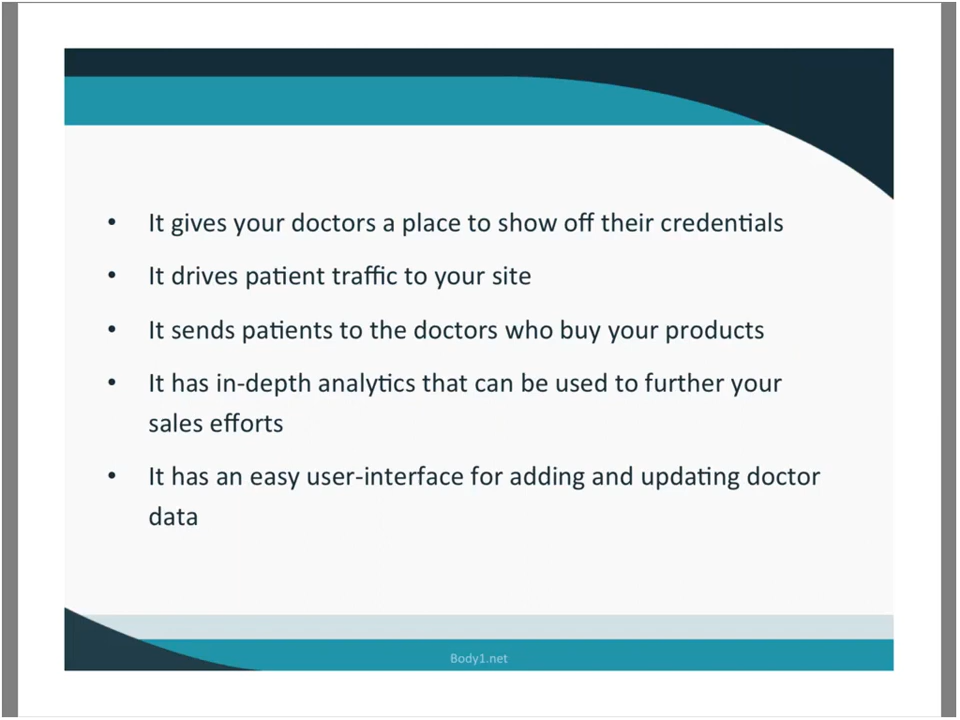 • It gives your doctors a place to show off their credentials
• It drives patient traffic to your site
• It sends patients to the doctors who buy your products
• It has in-depth analytics that can be used to further your
sales efforts
• It has an easy user-interface for adding and updating doctor
data
Body1.net